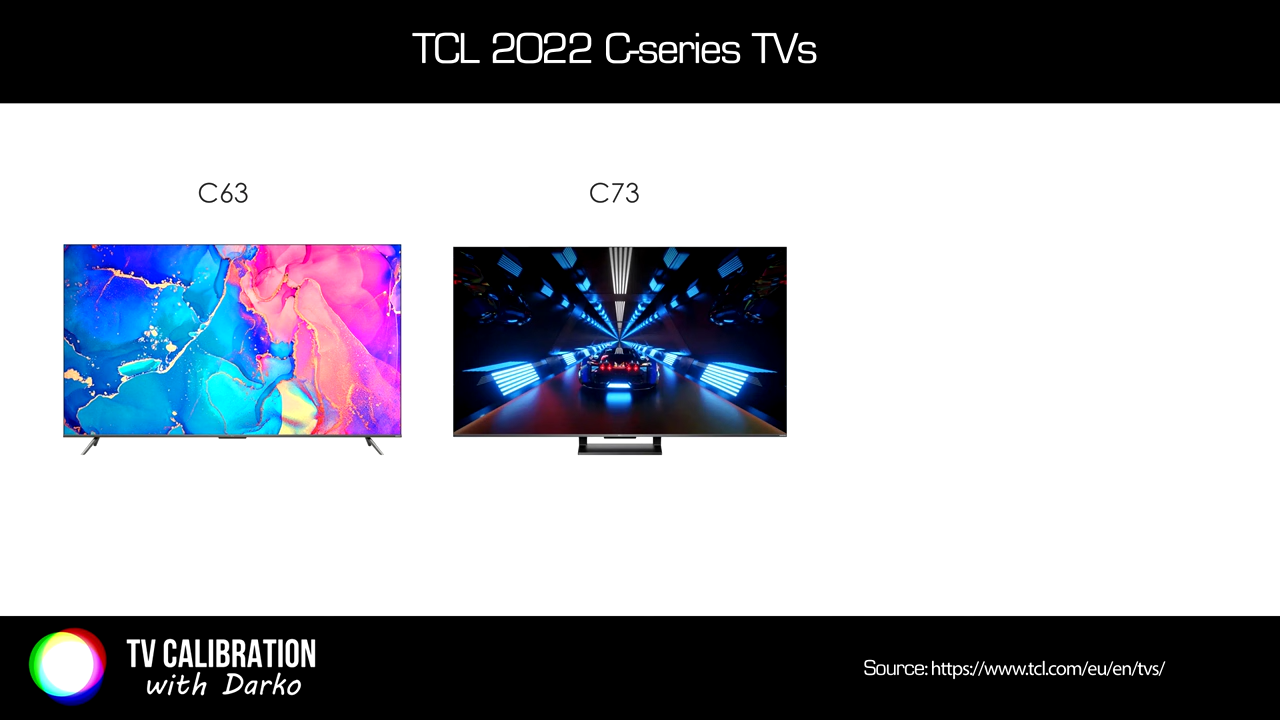 TCL 2022 C-series TVs
C63
C73
TV CALIBRATION
with Darko
Source: https://www.tcl.com/eu/en/tvs/